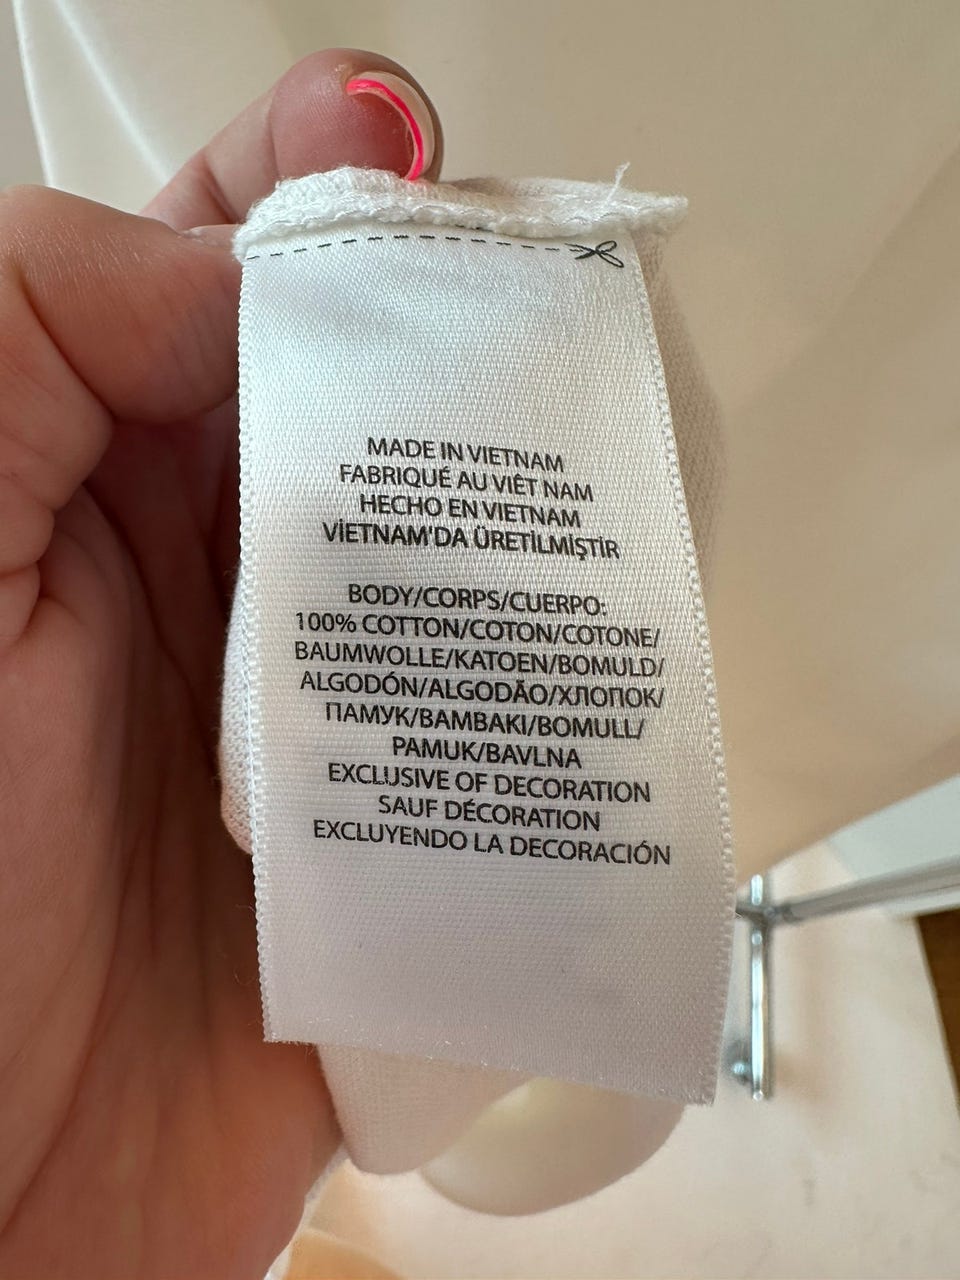 MADE IN VIETNAM
FABRIQUÉ AU VIÊT NAM
HECHO EN VIETNAM
VİETNAM'DA ÜRETİLMİŞTİR
BODY/CORPS/CUERPO:
100% COTTON/COTON/COTONE/
BAUMWOLLE/KATOEN/BOMULD/
ALGODÓN/ALGODÃO/ХЛОПОК/
ПАМУК/BAMBAKI/BOMULL/
PAMUK/BAVLNA
EXCLUSIVE OF DECORATION
SAUF DÉCORATION
EXCLUYENDO LA DECORACIÓN